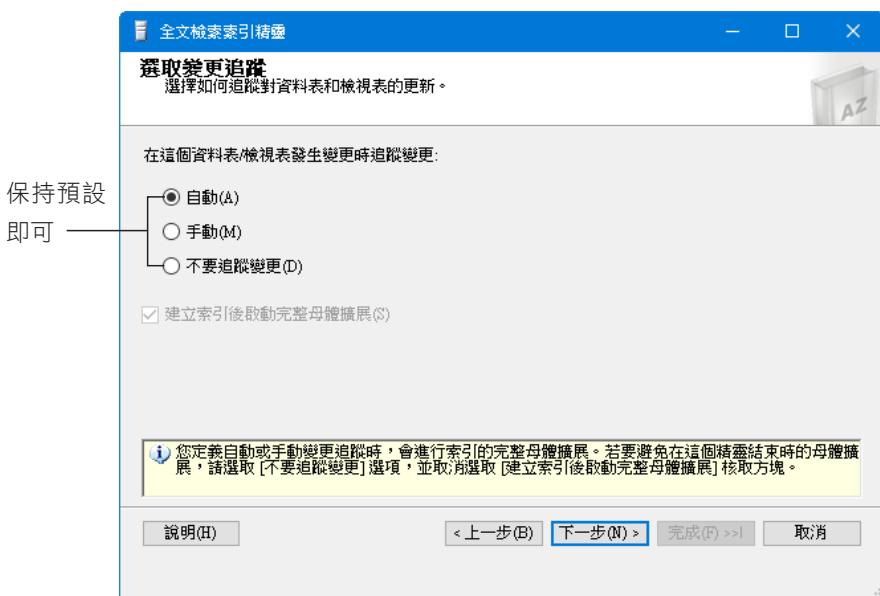 全文檢索索引精靈
選取變更追蹤
選擇如何追蹤對資料表和檢視表的更新。
AZ
在這個資料表/檢視表發生變更時追蹤變更:
保持預設
即可
自動(A)
手動(M)
不要追蹤變更(D)
建立索引後啟動完整母體擴展(S)
您定義自動或手動變更追蹤時，會進行索引的完整母體擴展。若要避免在這個精靈結束時的母體擴
展，請選取 [不要追蹤變更] 選項，並取消選取 [建立索引後啟動完整母體擴展] 核取方塊。
說明(H)
< 上一步(B)
下一步(N) >
完成(F) >>|
取消